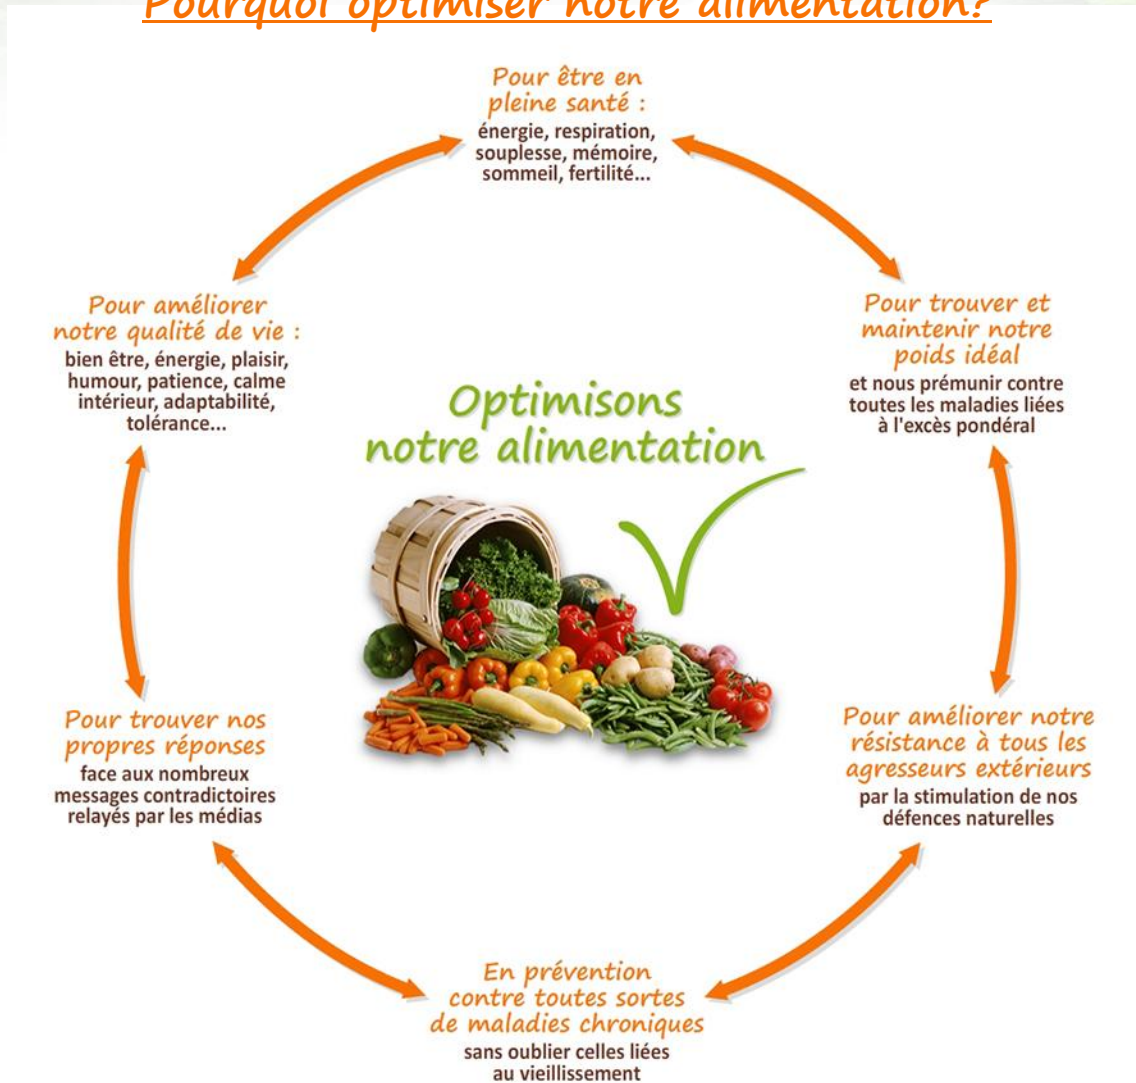 Pourquoi optimiser notre alimentation?
Pour être en
pleine santé :
énergie, respiration,
souplesse, mémoire,
sommeil, fertilité...
Pour améliorer
notre qualité de vie :
bien être, énergie, plaisir,
humour, patience, calme
intérieur, adaptabilité,
tolérance...
Pour trouver et
maintenir notre
poids idéal
et nous prémunir contre
toutes les maladies liées
à l'excès pondéral
Optimisons
notre alimentation
Pour trouver nos
propres réponses
face aux nombreux
messages contradictoires
relayés par les médias
Pour améliorer notre
résistance à tous les
agresseurs extérieurs
par la stimulation de nos
défences naturelles
En prévention
contre toutes sortes
de maladies chroniques
sans oublier celles liées
au vieillissement